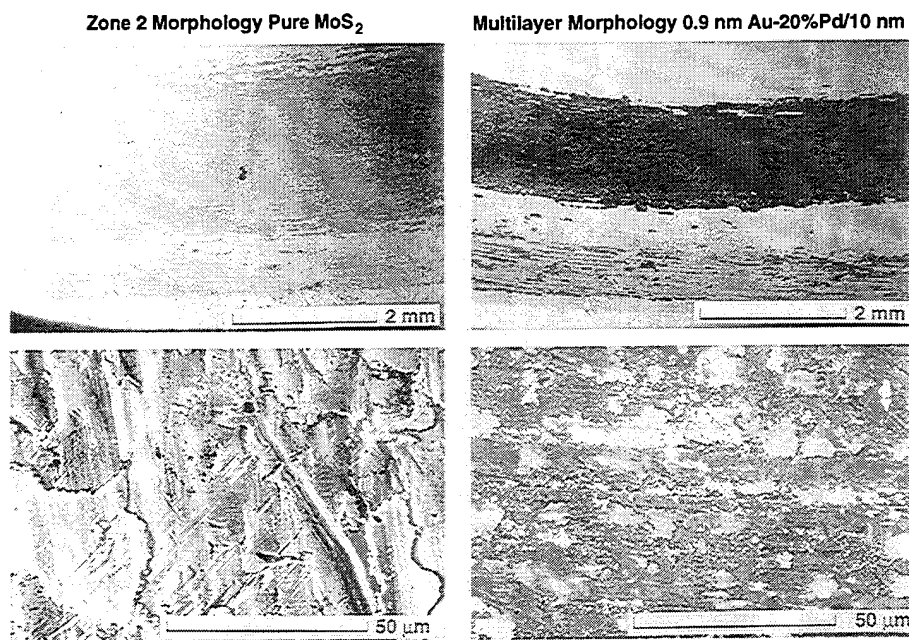 Zone 2 Morphology Pure MoS₂
Multilayer Morphology 0.9 nm Au-20%Pd/10 nm
2 mm
2 mm
50 μm
50 μm